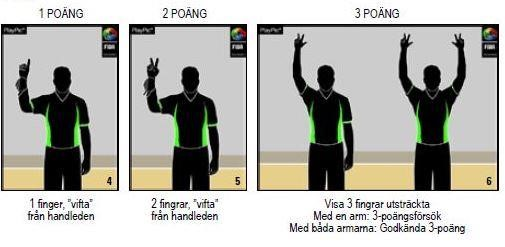 1 POÄNG
2 POÄNG
3 POÄNG
PlayPic
FIBA
PlayPic
FIBA
PlayPic
FIBA
4
5
6
1 finger, "vifta"
från handleden
2 fingrar, "vifta"
från handleden
Visa 3 fingrar utsträckta
Med en arm: 3-poängsförsök
Med båda armarna: Godkända 3-poäng